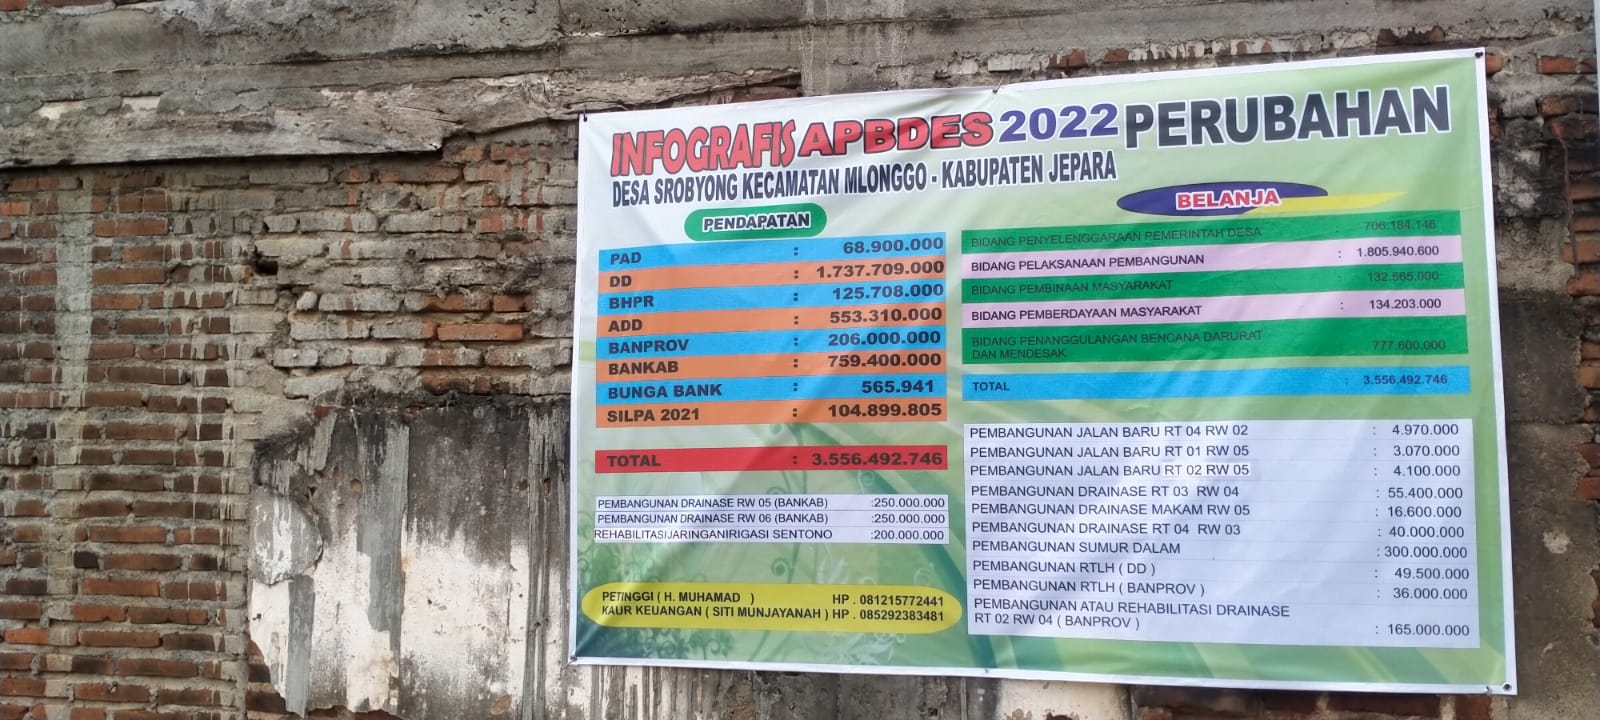 INFOGRAFIS APBDES 2022 PERUBAHAN
DESA SROBYONG KECAMATAN MLONGGO - KABUPATEN JEPARA
PENDAPATAN
PAD : 68.900.000
DD : 1.737.709.000
BHPR : 125.708.000
ADD : 553.310.000
BANPROV : 206.000.000
BANKAB : 759.400.000
BUNGA BANK : 565.941
SILPA 2021 : 104.899.805
TOTAL : 3.556.492.746
PEMBANGUNAN DRAINASE RW 05 (BANKAB) :250.000.000
PEMBANGUNAN DRAINASE RW 06 (BANKAB) :250.000.000
REHABILITASIJARINGANIRIGASI SENTONO :200.000.000
PETINGGI ( H. MUHAMAD ) HP . 081215772441
KAUR KEUANGAN ( SITI MUNJAYANAH ) HP . 085292383481
BELANJA
BIDANG PENYELENGGARAAN PEMERINTAH DESA : 706.184.146
BIDANG PELAKSANAAN PEMBANGUNAN : 1.805.940.600
BIDANG PEMBINAAN MASYARAKAT : 132.565.000
BIDANG PEMBERDAYAAN MASYARAKAT : 134.203.000
BIDANG PENANGGULANGAN BENCANA DARURAT
DAN MENDESAK : 777.600.000
TOTAL : 3.556.492.746
PEMBANGUNAN JALAN BARU RT 04 RW 02 : 4.970.000
PEMBANGUNAN JALAN BARU RT 01 RW 05 : 3.070.000
PEMBANGUNAN JALAN BARU RT 02 RW 05 : 4.100.000
PEMBANGUNAN DRAINASE RT 03 RW 04 : 55.400.000
PEMBANGUNAN DRAINASE MAKAM RW 05 : 16.600.000
PEMBANGUNAN DRAINASE RT 04 RW 03 : 40.000.000
PEMBANGUNAN SUMUR DALAM : 300.000.000
PEMBANGUNAN RTLH ( DD ) : 49.500.000
PEMBANGUNAN RTLH ( BANPROV ) : 36.000.000
PEMBANGUNAN ATAU REHABILITASI DRAINASE
RT 02 RW 04 ( BANPROV ) : 165.000.000